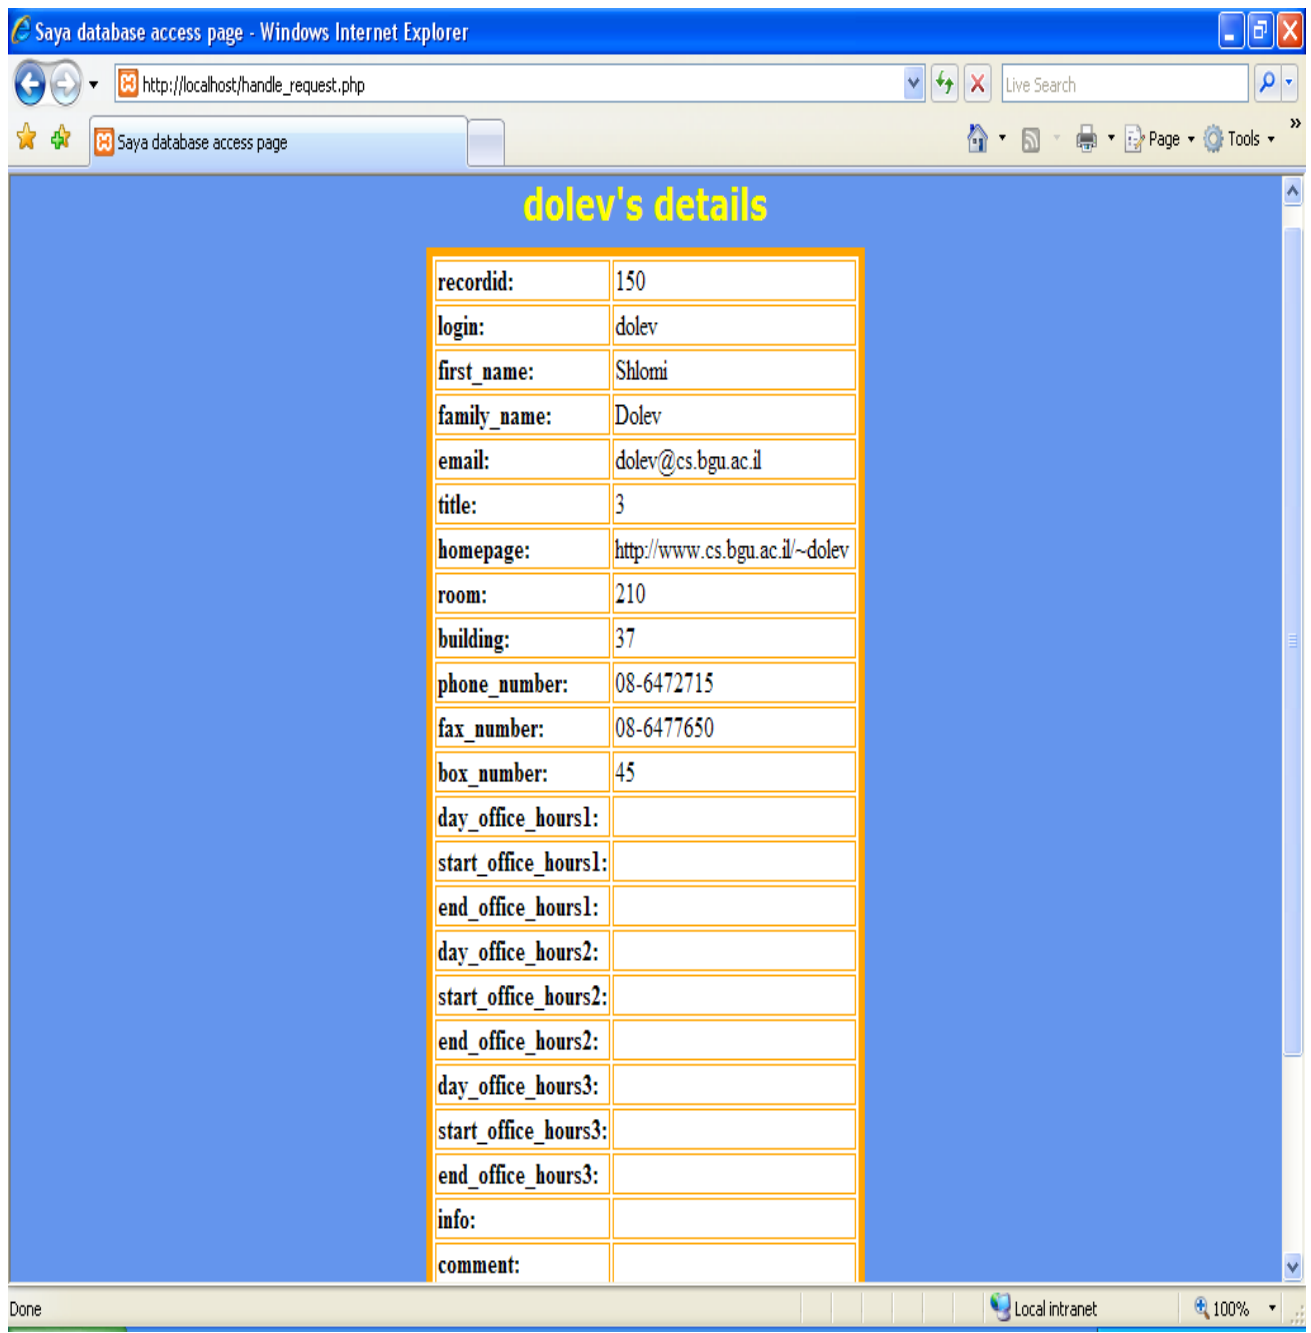 Saya database access page - Windows Internet Explorer
http://localhost/handle_request.php
Live Search
Saya database access page
Page
Tools
»
dolev's details
recordid: 150
login: dolev
first_name: Shlomi
family_name: Dolev
email: dolev@cs.bgu.ac.il
title: 3
homepage: http://www.cs.bgu.ac.il/~dolev
room: 210
building: 37
phone_number: 08-6472715
fax_number: 08-6477650
box_number: 45
day_office_hours1:
start_office_hours1:
end_office_hours1:
day_office_hours2:
start_office_hours2:
end_office_hours2:
day_office_hours3:
start_office_hours3:
end_office_hours3:
info:
comment:
Done
Local intranet
100%